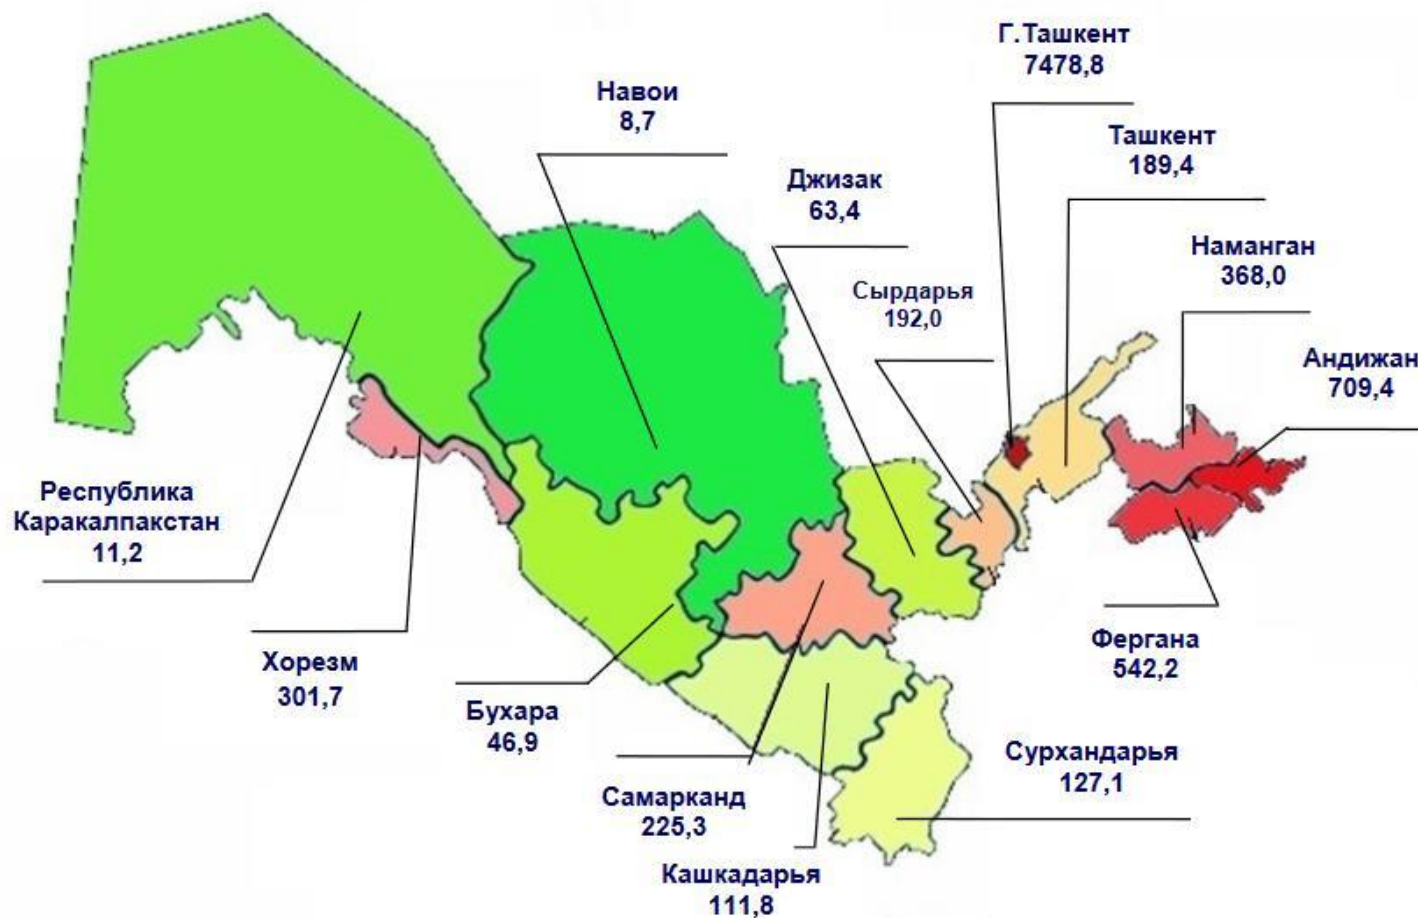 Г.Ташкент
7478,8
Навои
8,7
Ташкент
189,4
Джизак
63,4
Наманган
368,0
Сырдарья
192,0
Андижан
709,4
Республика
Каракалпакстан
11,2
Хорезм
301,7
Фергана
542,2
Бухара
46,9
Сурхандарья
127,1
Самарканд
225,3
Кашкадарья
111,8